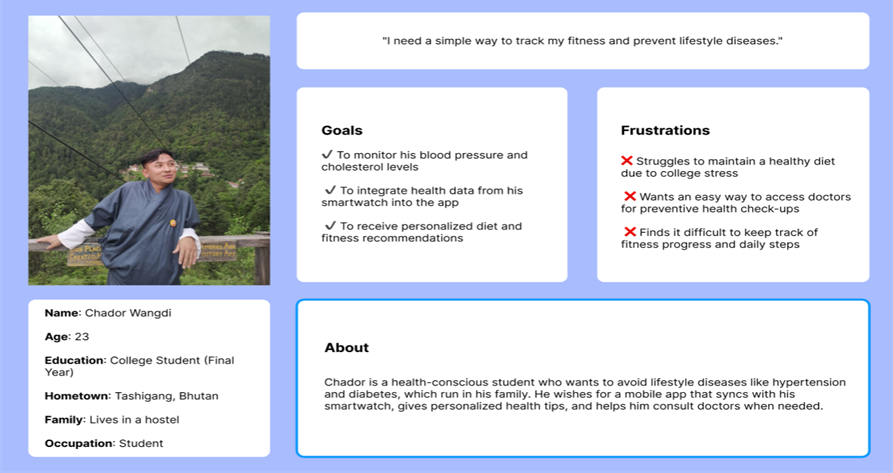 "I need a simple way to track my fitness and prevent lifestyle diseases."
Goals
✓ To monitor his blood pressure and
cholesterol levels
✓ To integrate health data from his
smartwatch into the app
✓ To receive personalized diet and
fitness recommendations
Frustrations
❌ Struggles to maintain a healthy diet
due to college stress
❌ Wants an easy way to access doctors
for preventive health check-ups
❌ Finds it difficult to keep track of
fitness progress and daily steps
Name: Chador Wangdi
Age: 23
Education: College Student (Final
Year)
Hometown: Tashigang, Bhutan
Family: Lives in a hostel
Occupation: Student
About
Chador is a health-conscious student who wants to avoid lifestyle diseases like hypertension
and diabetes, which run in his family. He wishes for a mobile app that syncs with his
smartwatch, gives personalized health tips, and helps him consult doctors when needed.